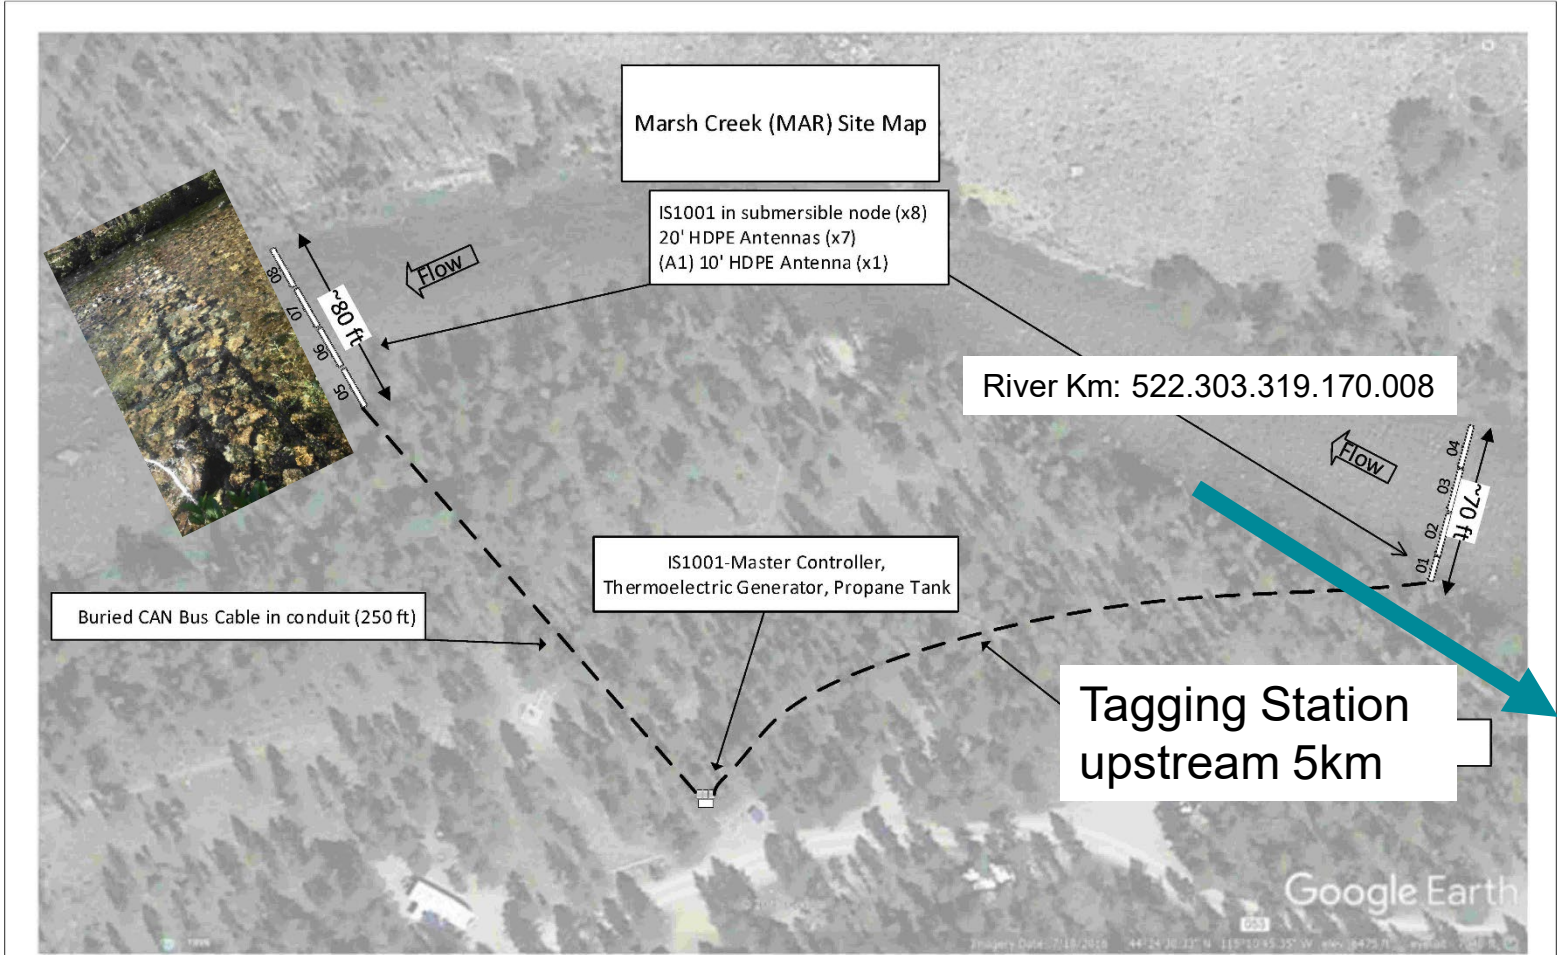 Marsh Creek (MAR) Site Map
IS1001 in submersible node (x8)
20' HDPE Antennas (x7)
(A1) 10' HDPE Antenna (x1)
Flow
~80 ft
08
07
06
05
River Km: 522.303.319.170.008
Flow
04
03
02
01
~70 ft
IS1001-Master Controller,
Thermoelectric Generator, Propane Tank
Buried CAN Bus Cable in conduit (250 ft)
Tagging Station
upstream 5km
Google Earth